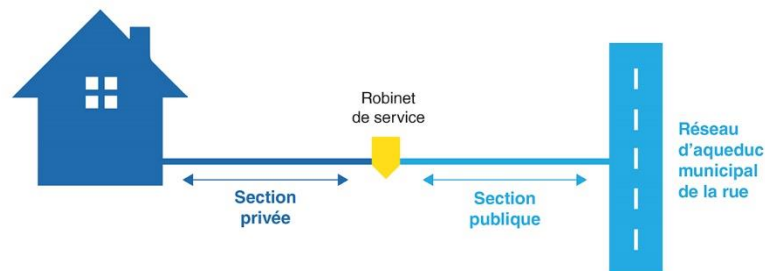 Robinet
de service
Section
privée
Section
publique
Réseau
d'aqueduc
municipal
de la rue